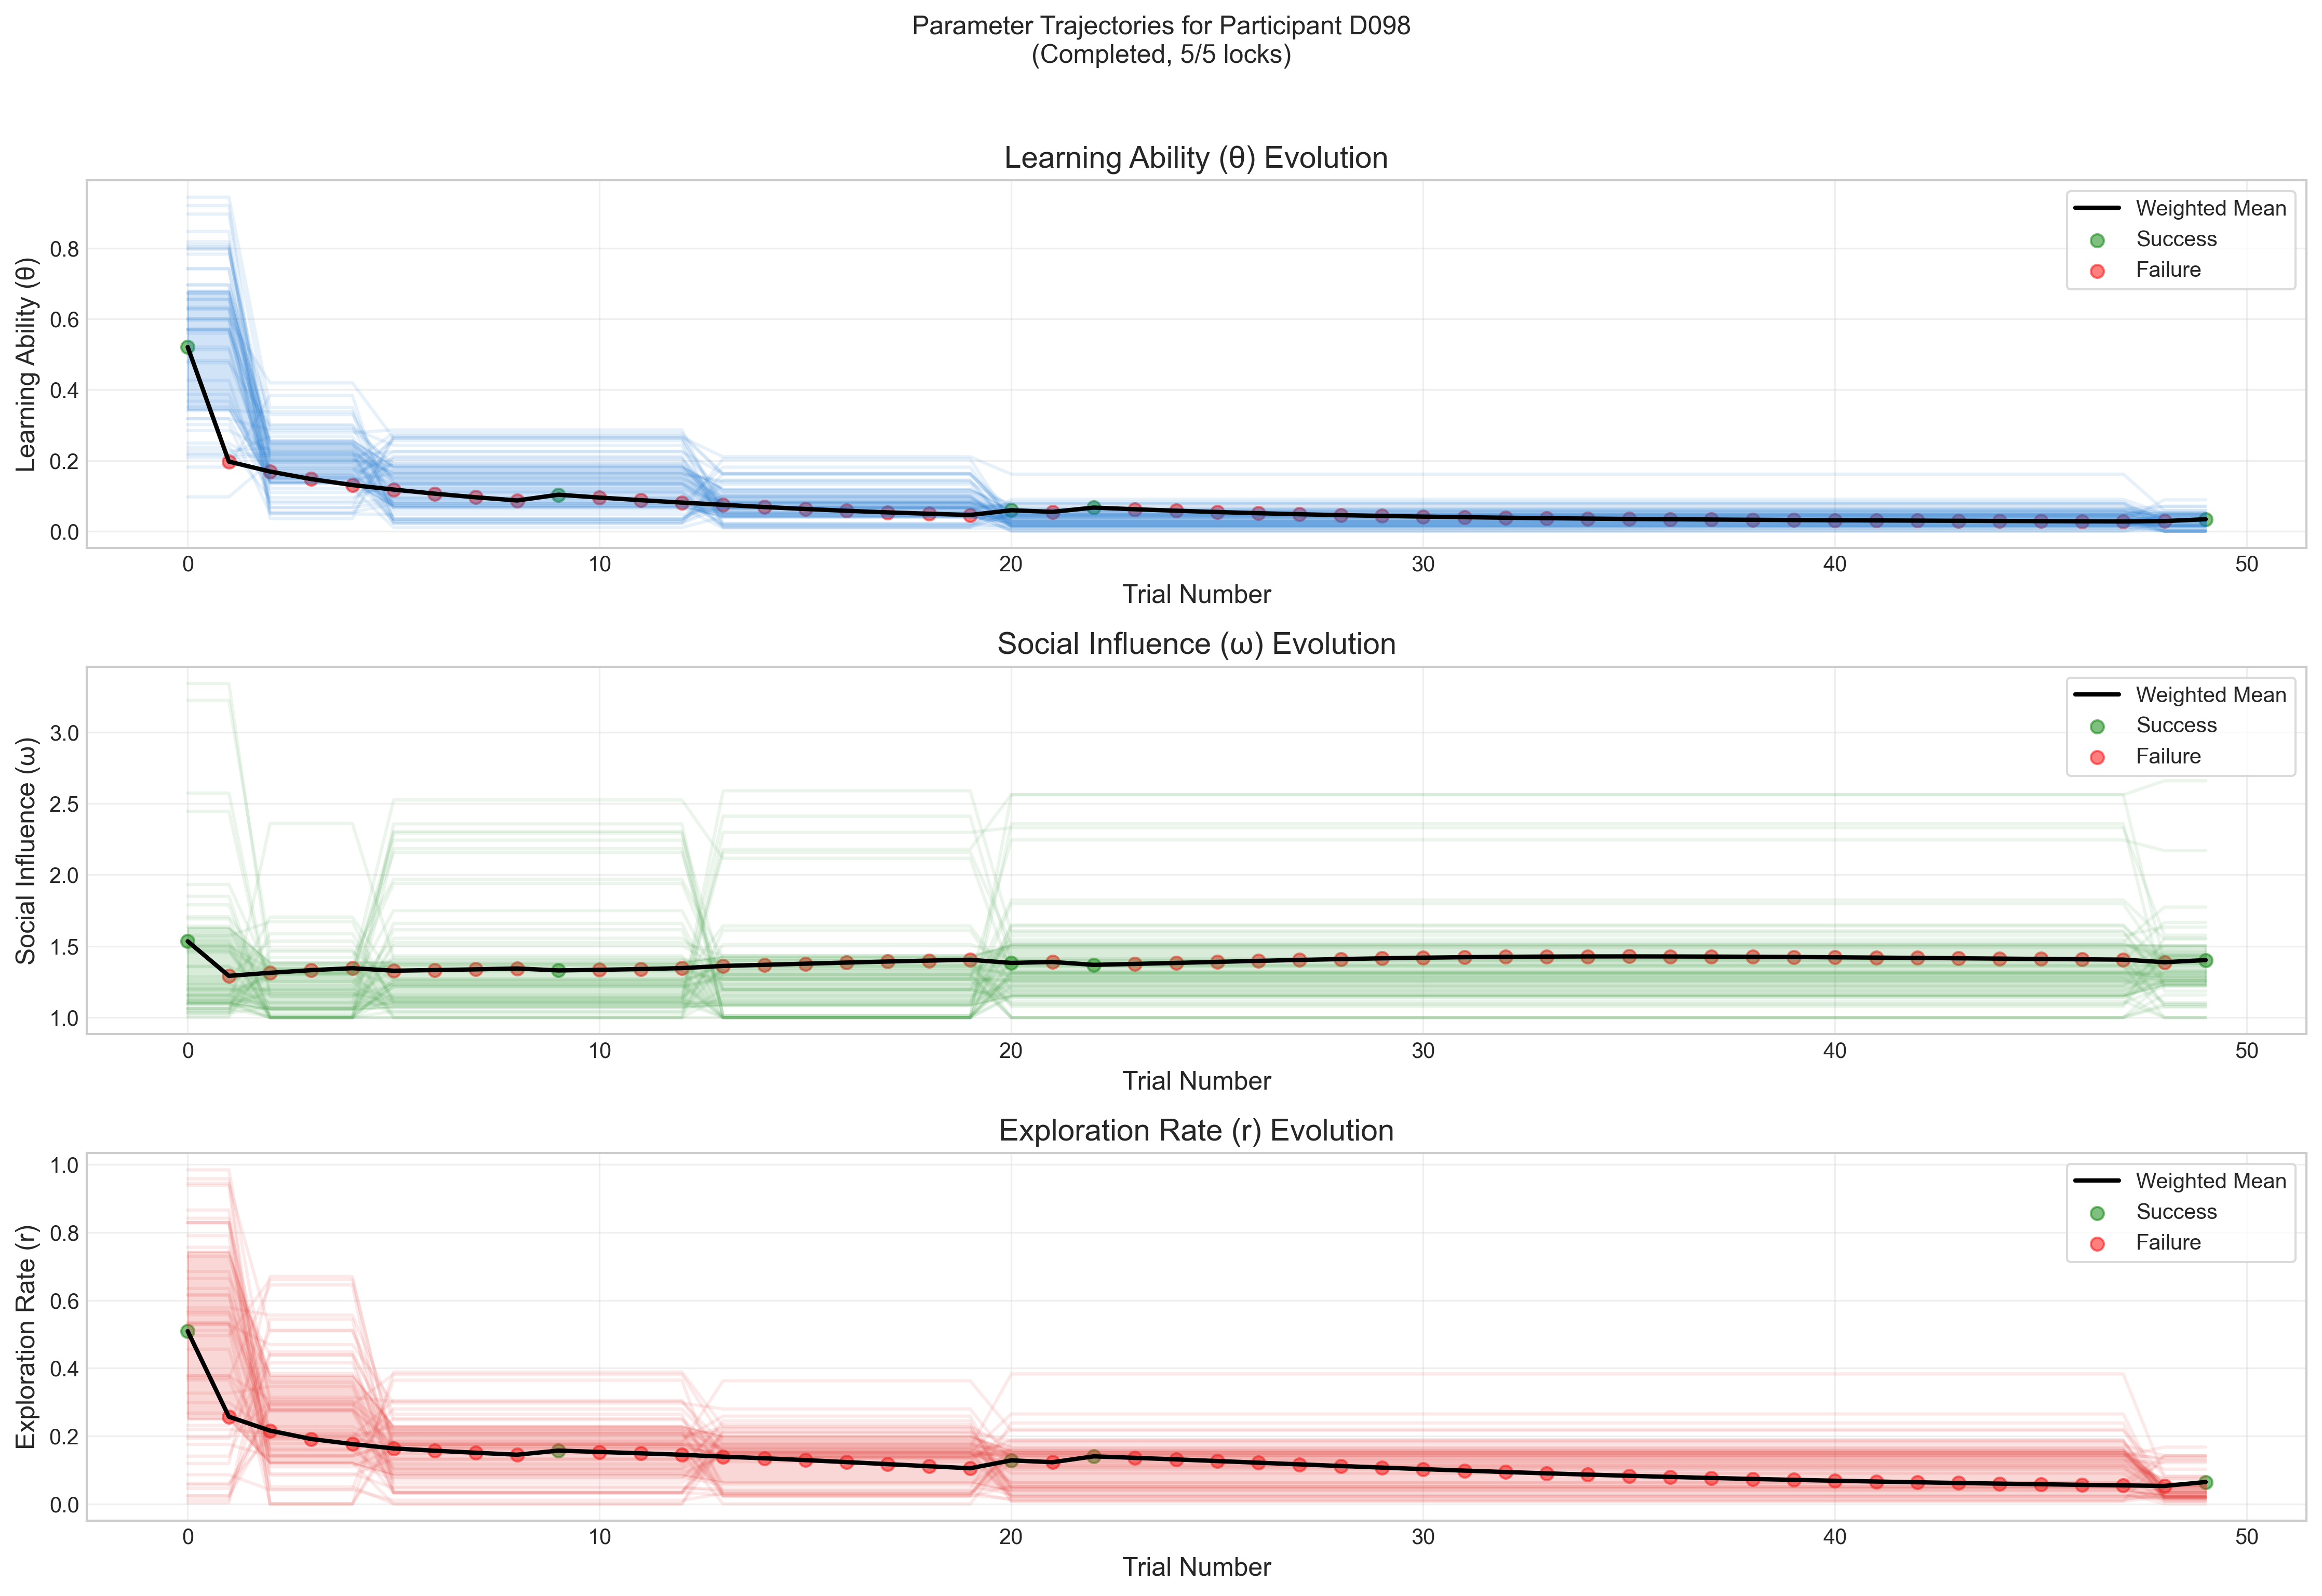 Parameter Trajectories for Participant D098
(Completed, 5/5 locks)
Learning Ability (θ) Evolution
Learning Ability (θ)
0.8
0.6
0.4
0.2
0.0
Weighted Mean
Success
Failure
0 10 20 30 40 50
Trial Number
Social Influence (ω) Evolution
Social Influence (ω)
3.0
2.5
2.0
1.5
1.0
Weighted Mean
Success
Failure
0 10 20 30 40 50
Trial Number
Exploration Rate (r) Evolution
Exploration Rate (r)
1.0
0.8
0.6
0.4
0.2
0.0
Weighted Mean
Success
Failure
0 10 20 30 40 50
Trial Number